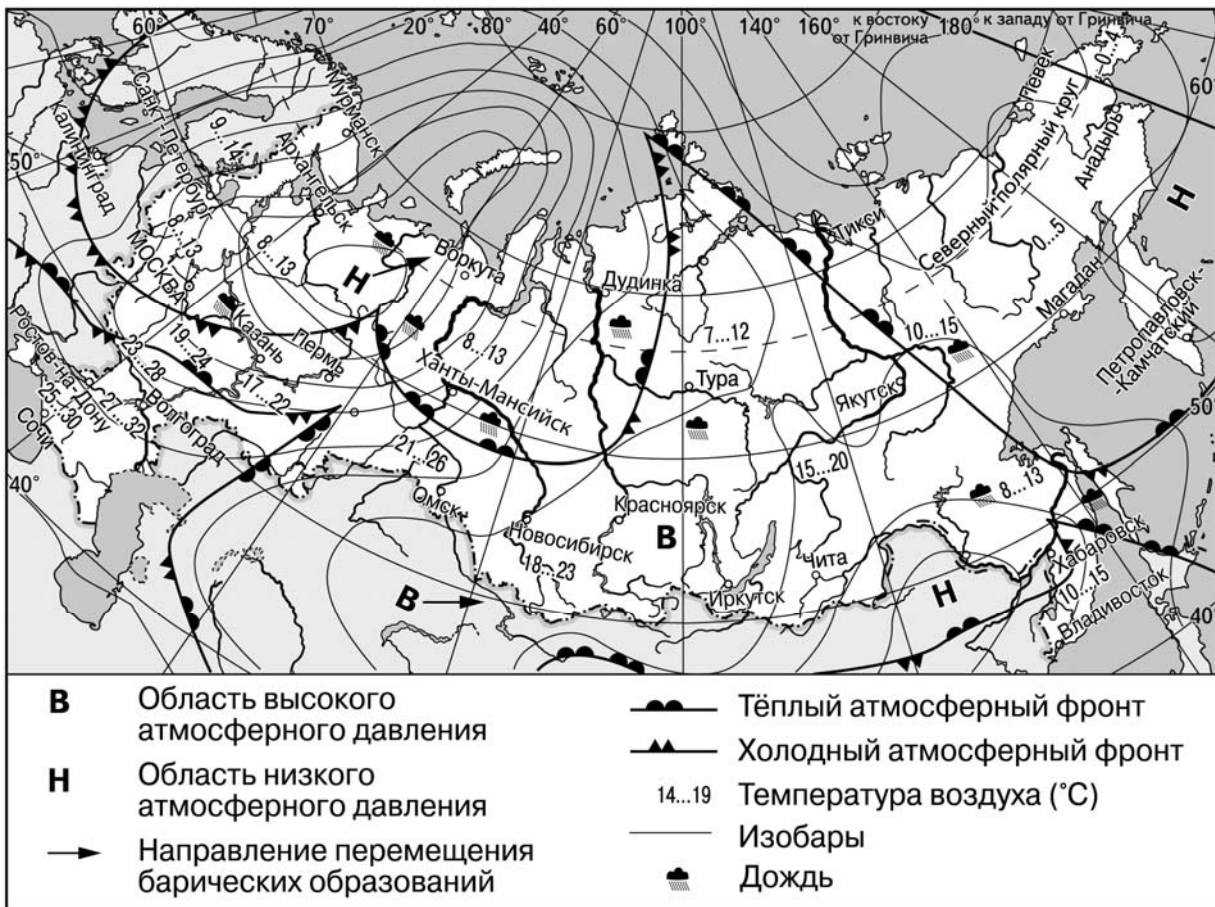 60° 70° 80° 20° 40° 60° 80° 100° 120° 140° 160° 180°
к востоку
от Гринвича
к западу от Гринвича
60°
50°
40°
50°
40°
Мурманск
Санкт-Петербург
Калининград
Архангельск
9...14
8...13
8...13
МОСКВА
Н
Воркута
Казань
Пермь
19...24
17...22
23...28
Ростов-на-Дону
Волгоград
27...32
25...30
Сочи
Ханты-Мансийск
8...13
21...26
Омск
Новосибирск
18...23
В
Дудинка
7...12
Тура
Красноярск
В
Иркутск
Чита
15...20
Якутск
10...15
Тикси
Северный полярный круг
Певек
0...4
Анадырь
0...5
Н
Магадан
Петропавловск-
-Камчатский
8...13
Хабаровск
10...15
Владивосток
Н
В Область высокого
атмосферного давления
Н Область низкого
атмосферного давления
Направление перемещения
барических образований
Тёплый атмосферный фронт
Холодный атмосферный фронт
14...19 Температура воздуха (°С)
Изобары
Дождь